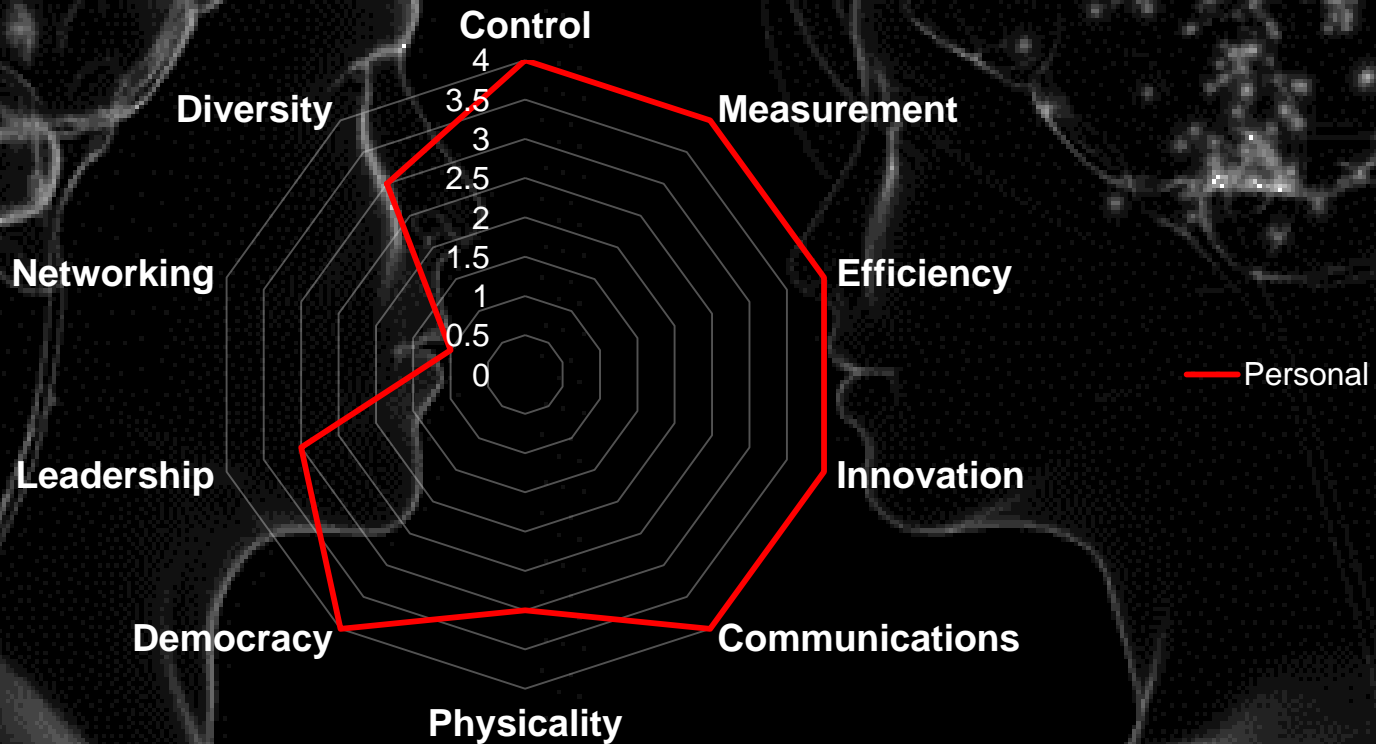 Control
4
3.5
3
2.5
2
1.5
1
0.5
0
Diversity
Measurement
Networking
Efficiency
Personal
Leadership
Innovation
Democracy
Communications
Physicality